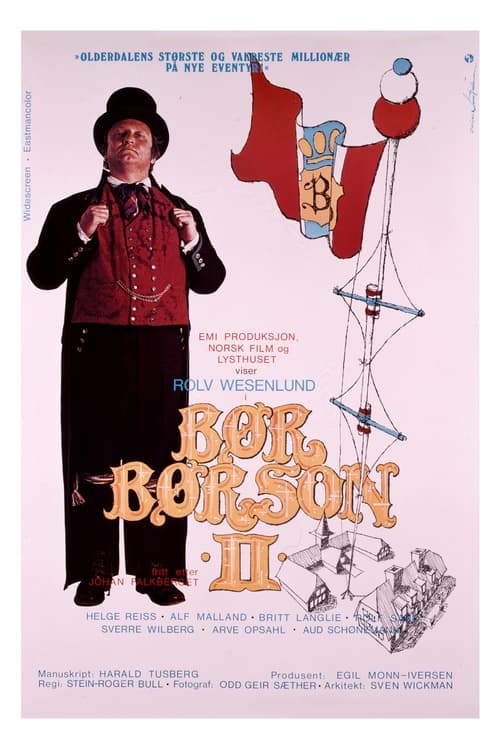 »OLDERDALENS STØRSTE OG VAKRESTE MILLIONÆR
PÅ NYE EVENTYR!«
Widescreen · Eastmancolor
B
EMI PRODUKSJON,
NORSK FILM og
LYSTHUSET
viser
ROLV WESENLUND
i
BØR
BØRSON
·II·
fritt etter
JOHAN FALKBERGET
HELGE REISS · ALF MALLAND · BRITT LANGLIE · ROLF SAND
SVERRE WILBERG · ARVE OPSAHL · AUD SCHØNEMANN
Manuskript: HARALD TUSBERG
Produsent: EGIL MONN-IVERSEN
Regi: STEIN-ROGER BULL · Fotograf: ODD GEIR SÆTHER · Arkitekt: SVEN WICKMAN